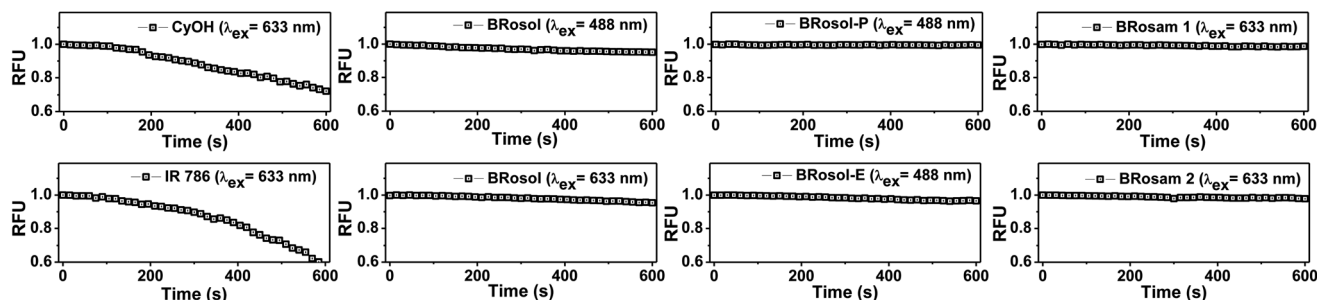 CyOH (λex= 633 nm)
RFU
1.0
0.8
0.6
0
200
400
600
Time (s)
BRosol (λex= 488 nm)
RFU
1.0
0.8
0.6
0
200
400
600
Time (s)
BRosol-P (λex= 488 nm)
RFU
1.0
0.8
0.6
0
200
400
600
Time (s)
BRosam 1 (λex= 633 nm)
RFU
1.0
0.8
0.6
0
200
400
600
Time (s)
IR 786 (λex= 633 nm)
RFU
1.0
0.8
0.6
0
200
400
600
Time (s)
BRosol (λex= 633 nm)
RFU
1.0
0.8
0.6
0
200
400
600
Time (s)
BRosol-E (λex= 488 nm)
RFU
1.0
0.8
0.6
0
200
400
600
Time (s)
BRosam 2 (λex= 633 nm)
RFU
1.0
0.8
0.6
0
200
400
600
Time (s)